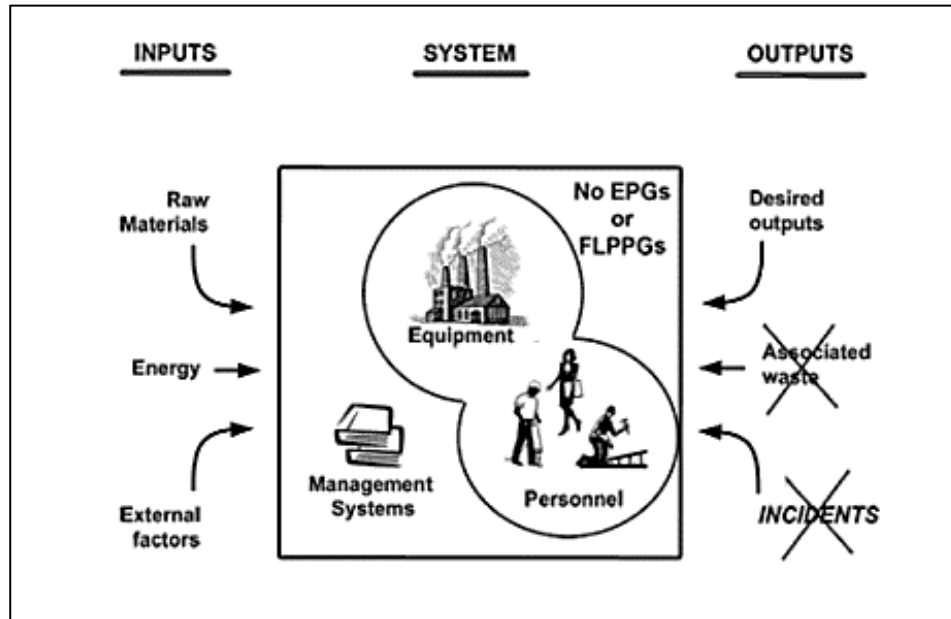 INPUTS
SYSTEM
OUTPUTS
Raw
Materials
Energy
External
factors
No EPGs
or
FLPPGs
Equipment
Management
Systems
Personnel
Desired
outputs
Associated
waste
INCIDENTS